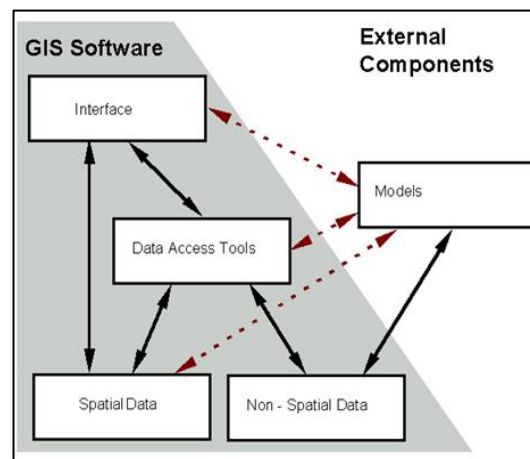 GIS Software
External
Components
Interface
Models
Data Access Tools
Spatial Data
Non - Spatial Data